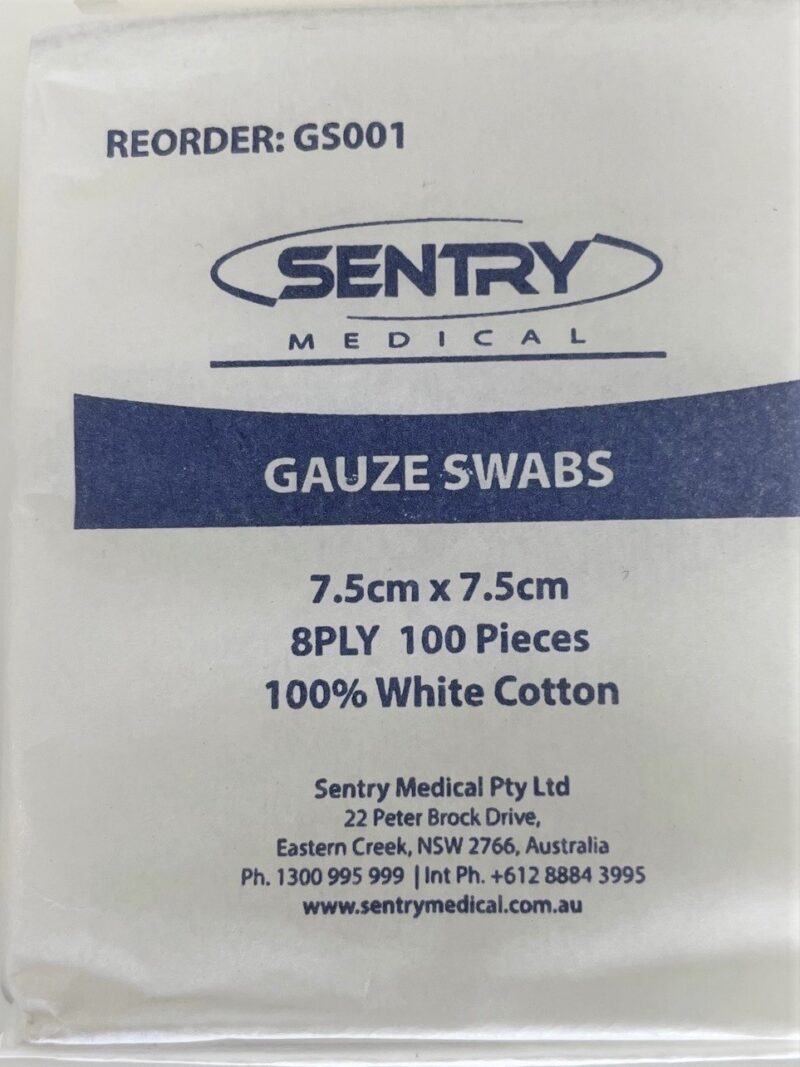 REORDER: GS001
SENTRY
MEDICAL
GAUZE SWABS
7.5cm x 7.5cm
8PLY 100 Pieces
100% White Cotton
Sentry Medical Pty Ltd
22 Peter Brock Drive,
Eastern Creek, NSW 2766, Australia
Ph. 1300 995 999 | Int Ph. +612 8884 3995
www.sentrymedical.com.au